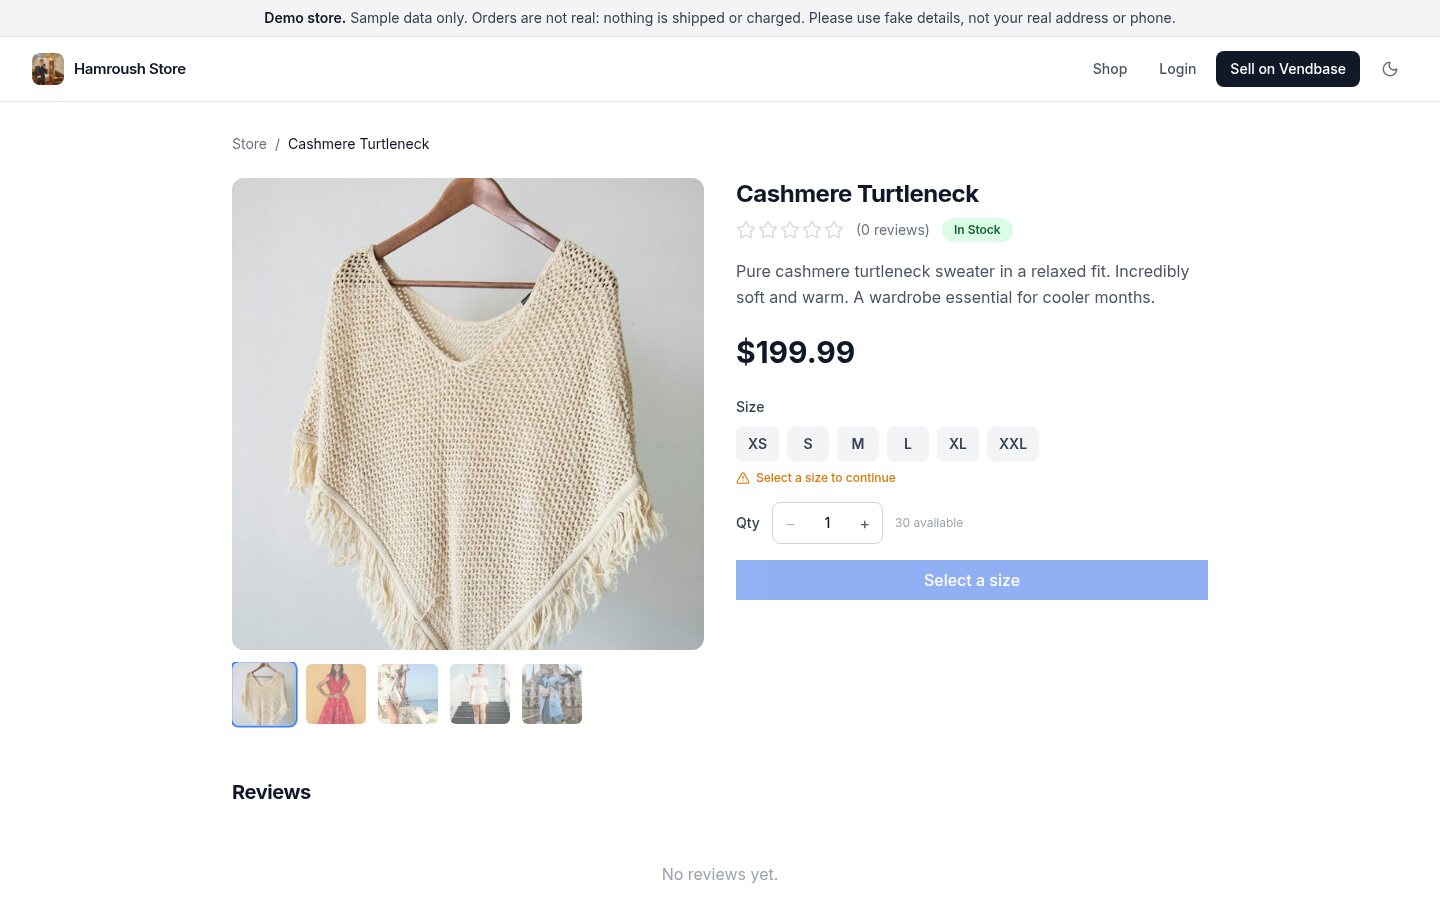 Demo store. Sample data only. Orders are not real: nothing is shipped or charged. Please use fake details, not your real address or phone.
Hamroush Store
Shop
Login
Sell on Vendbase
Store / Cashmere Turtleneck
Cashmere Turtleneck
(0 reviews)
In Stock
Pure cashmere turtleneck sweater in a relaxed fit. Incredibly
soft and warm. A wardrobe essential for cooler months.
$199.99
Size
XS
S
M
L
XL
XXL
Select a size to continue
Qty
− 1 +
30 available
Select a size
Reviews
No reviews yet.